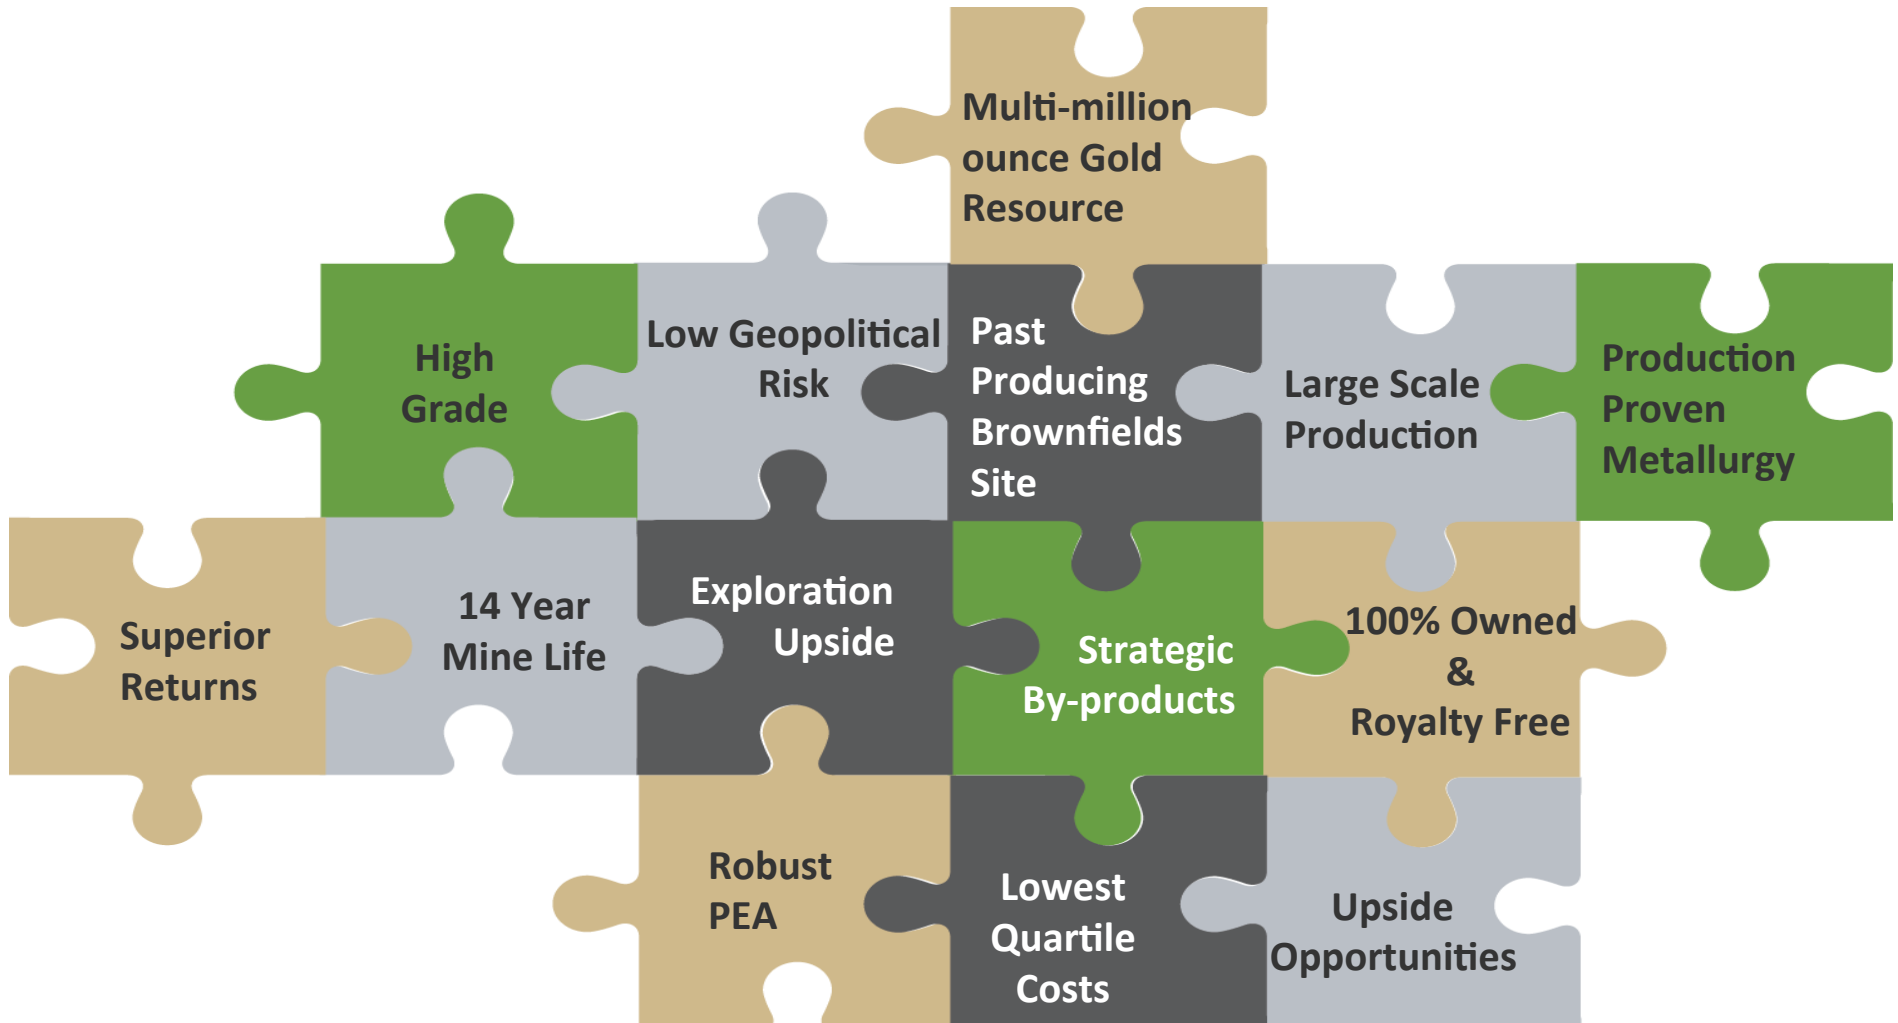 Multi-million
ounce Gold
Resource
High
Grade
Low Geopolitical
Risk
Past
Producing
Brownfields
Site
Large Scale
Production
Production
Proven
Metallurgy
Superior
Returns
14 Year
Mine Life
Exploration
Upside
Strategic
By-products
100% Owned
&
Royalty Free
Robust
PEA
Lowest
Quartile
Costs
Upside
Opportunities